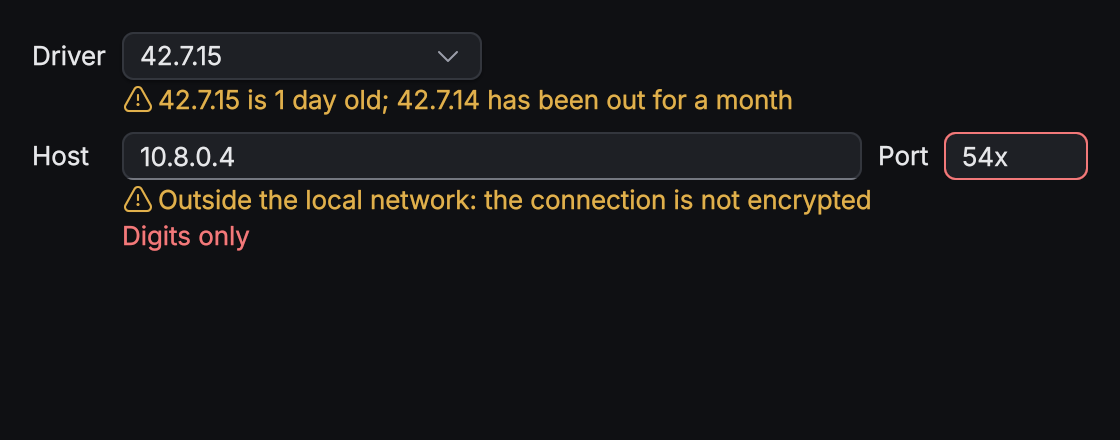 Driver 42.7.15
42.7.15 is 1 day old; 42.7.14 has been out for a month
Host 10.8.0.4 Port 54x
Outside the local network: the connection is not encrypted
Digits only